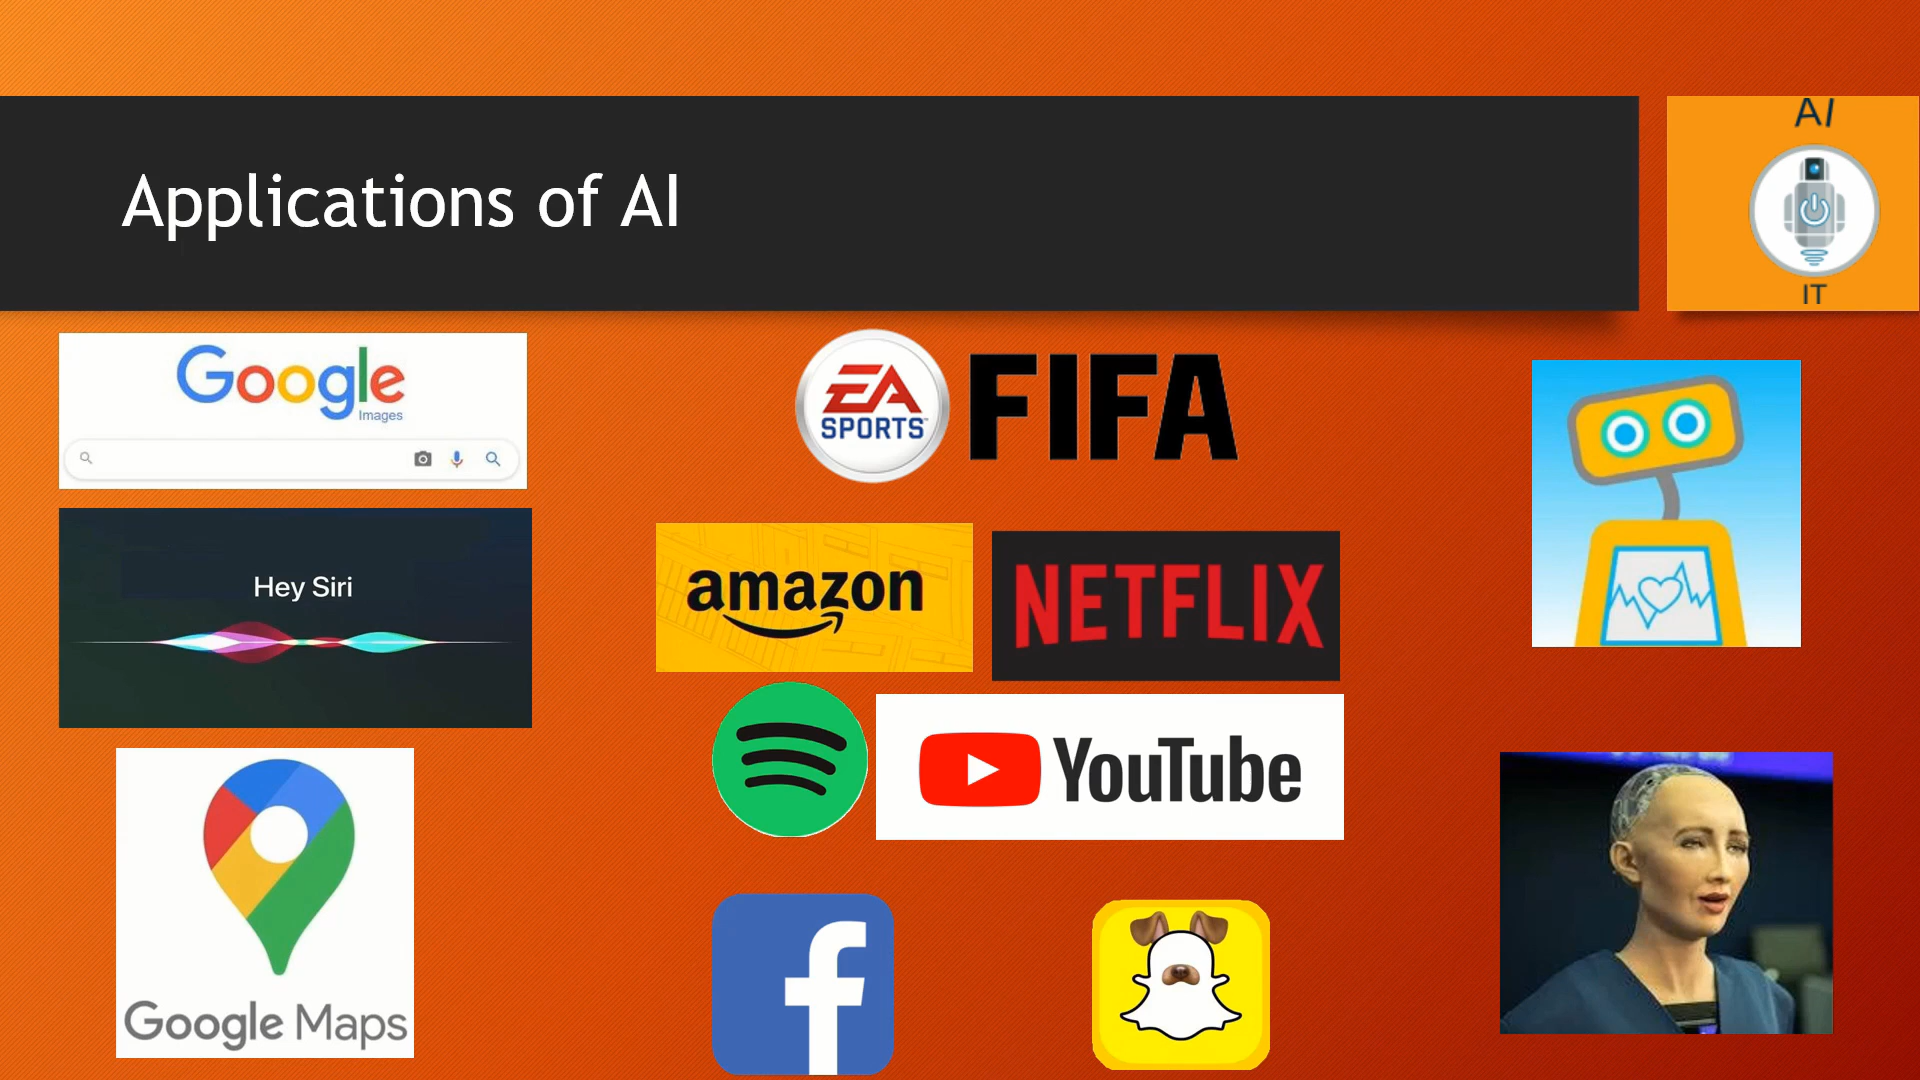 Applications of AI
AI
IT
Google
Images
Hey Siri
Google Maps
EA
SPORTS
FIFA
amazon
NETFLIX
YouTube
f